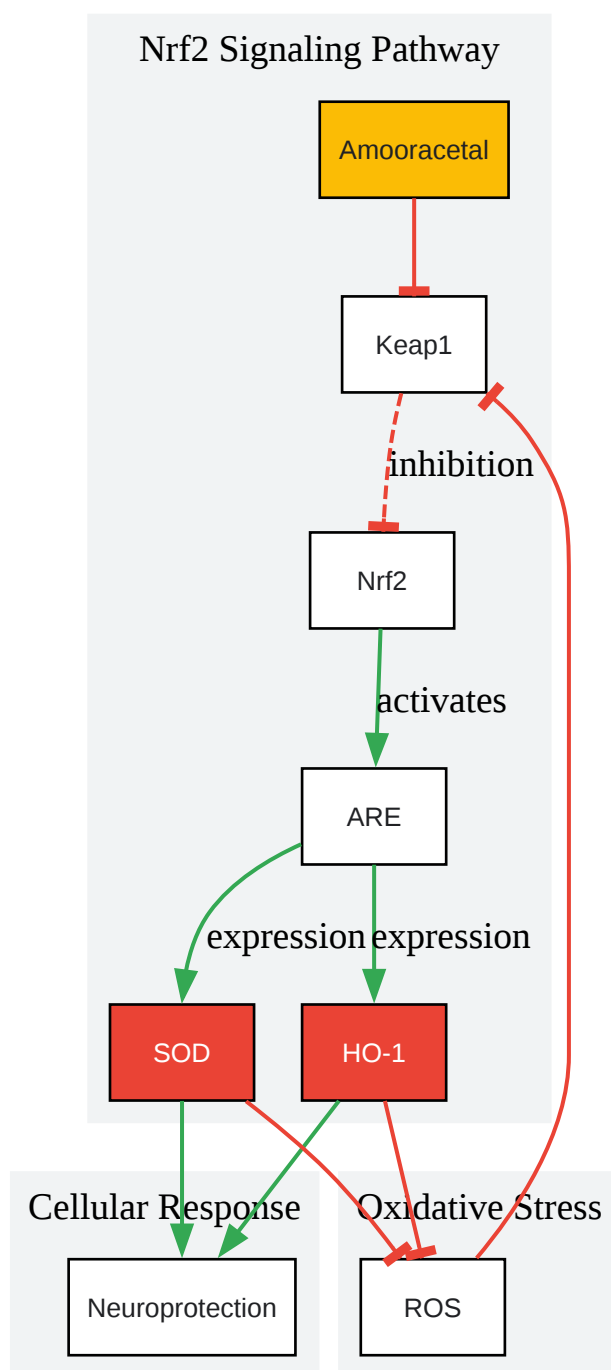 Nrf2 Signaling Pathway
Amooracetal
Keap1
inhibition
Nrf2
activates
ARE
expression
expression
SOD
HO-1
Cellular Response
Oxidative Stress
Neuroprotection
ROS